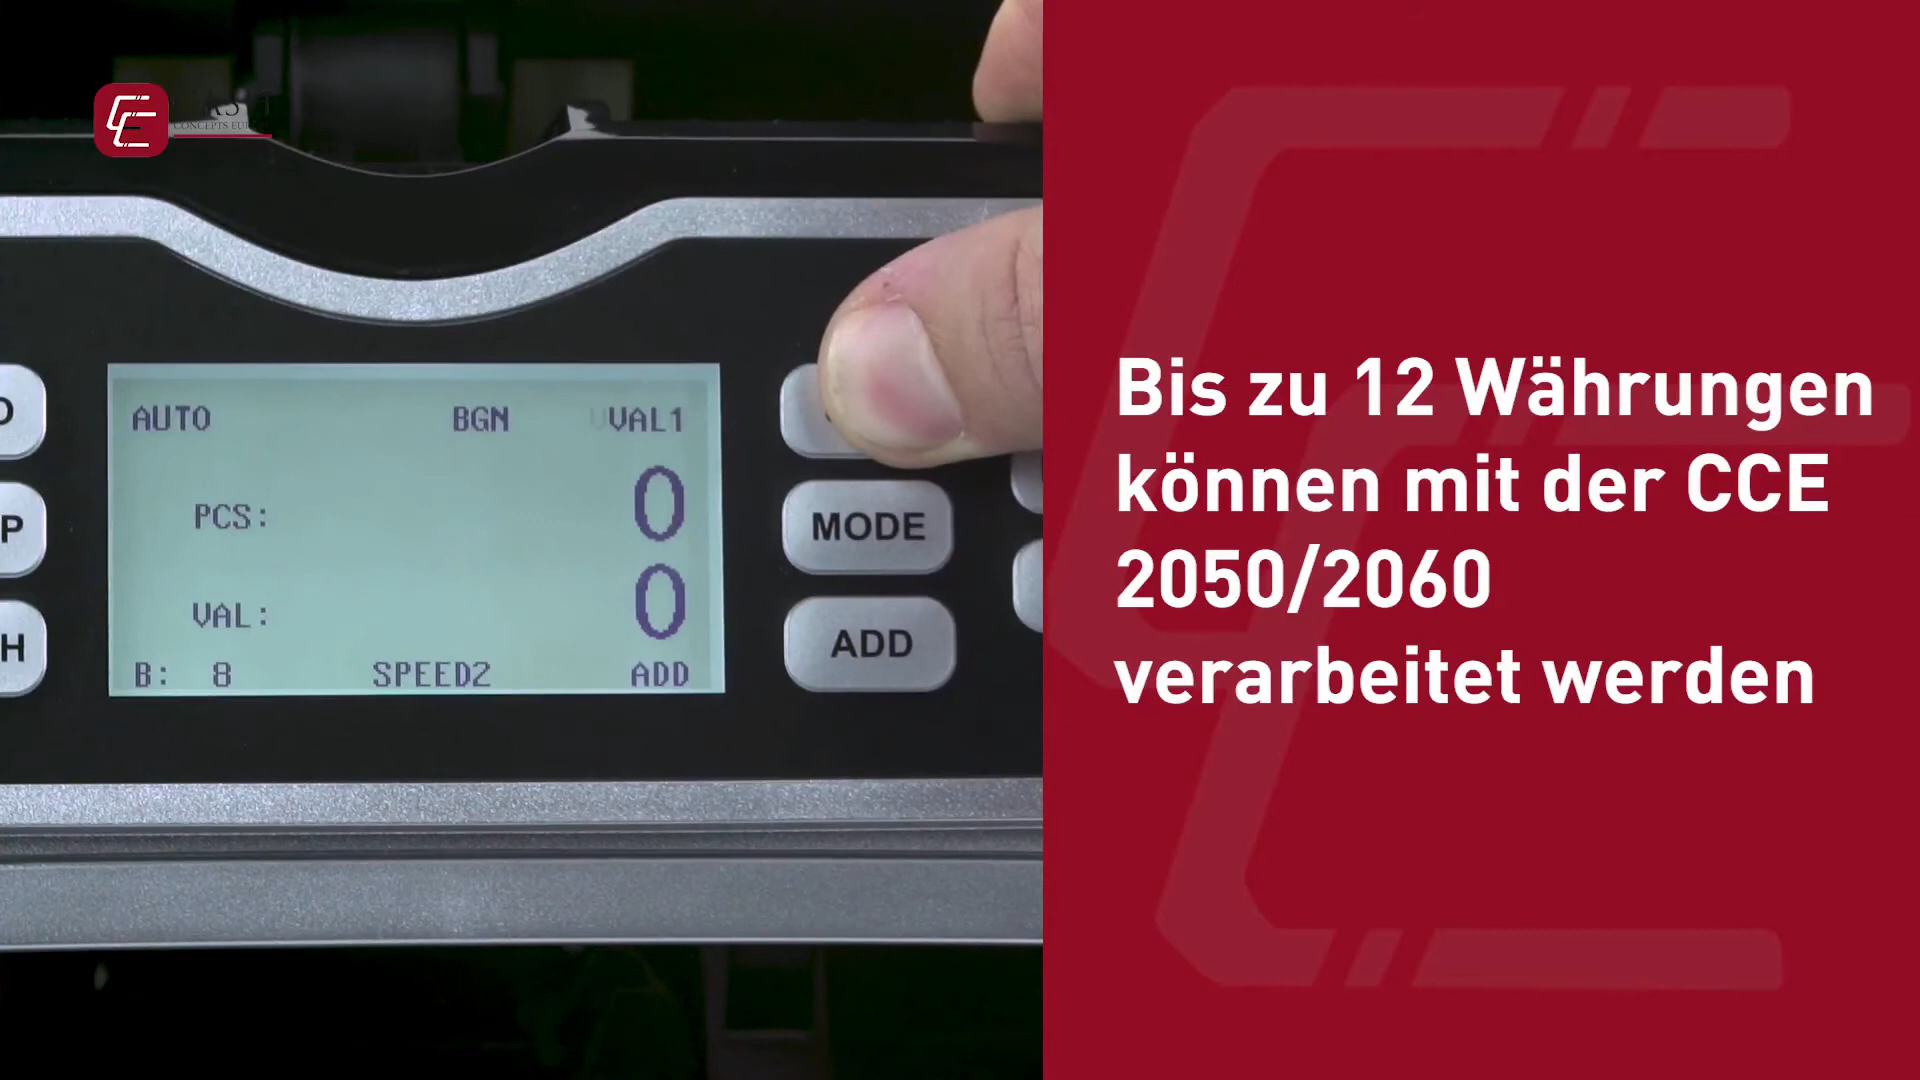 CONCEPTS
AUTO BGN VAL1
PCS: 0
VAL: 0
B: 8 SPEED2 ADD
MODE
ADD
P
H
Bis zu 12 Währungen
können mit der CCE
2050/2060
verarbeitet werden